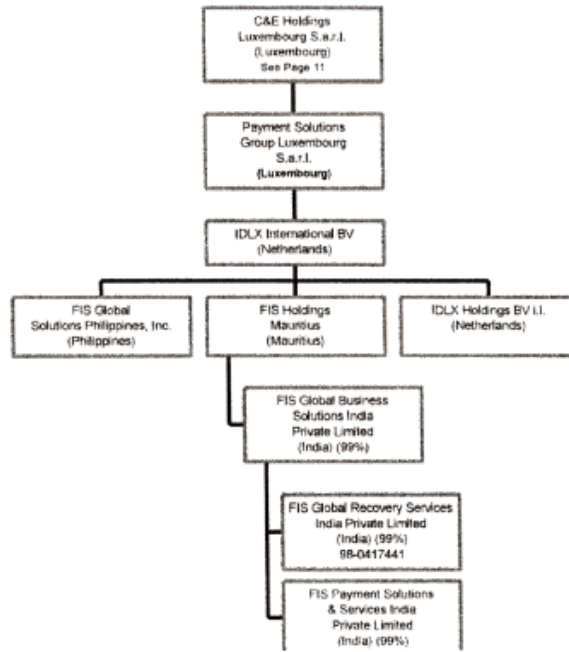 C&E Holdings
Luxembourg S.a.r.l.
(Luxembourg)
See Page 11
Payment Solutions
Group Luxembourg
S.a.r.l.
(Luxembourg)
IDLX International BV
(Netherlands)
FIS Global
Solutions Philippines, Inc.
(Philippines)
FIS Holdings
Mauritius
(Mauritius)
IDLX Holdings BV i.l.
(Netherlands)
FIS Global Business
Solutions India
Private Limited
(India) (99%)
FIS Global Recovery Services
India Private Limited
(India) (99%)
98-0417441
FIS Payment Solutions
& Services India
Private Limited
(India) (99%)